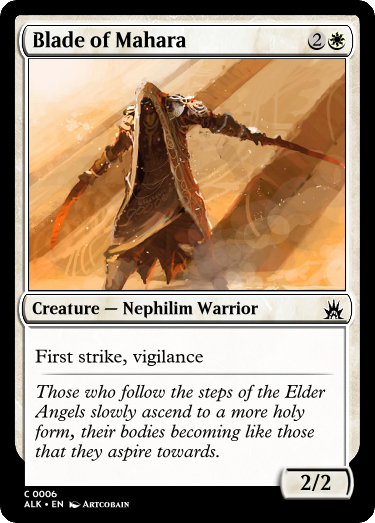 Blade of Mahara 2
Creature — Nephilim Warrior
First strike, vigilance
Those who follow the steps of the Elder
Angels slowly ascend to a more holy
form, their bodies becoming like those
that they aspire towards.
2/2
C 0006
ALK • EN Artcobain